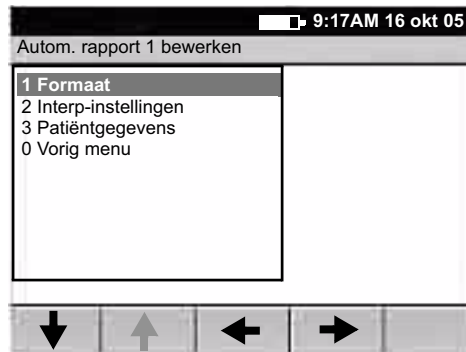 9:17AM 16 okt 05
Autom. rapport 1 bewerken
1 Formaat
2 Interp-instellingen
3 Patiëntgegevens
0 Vorig menu